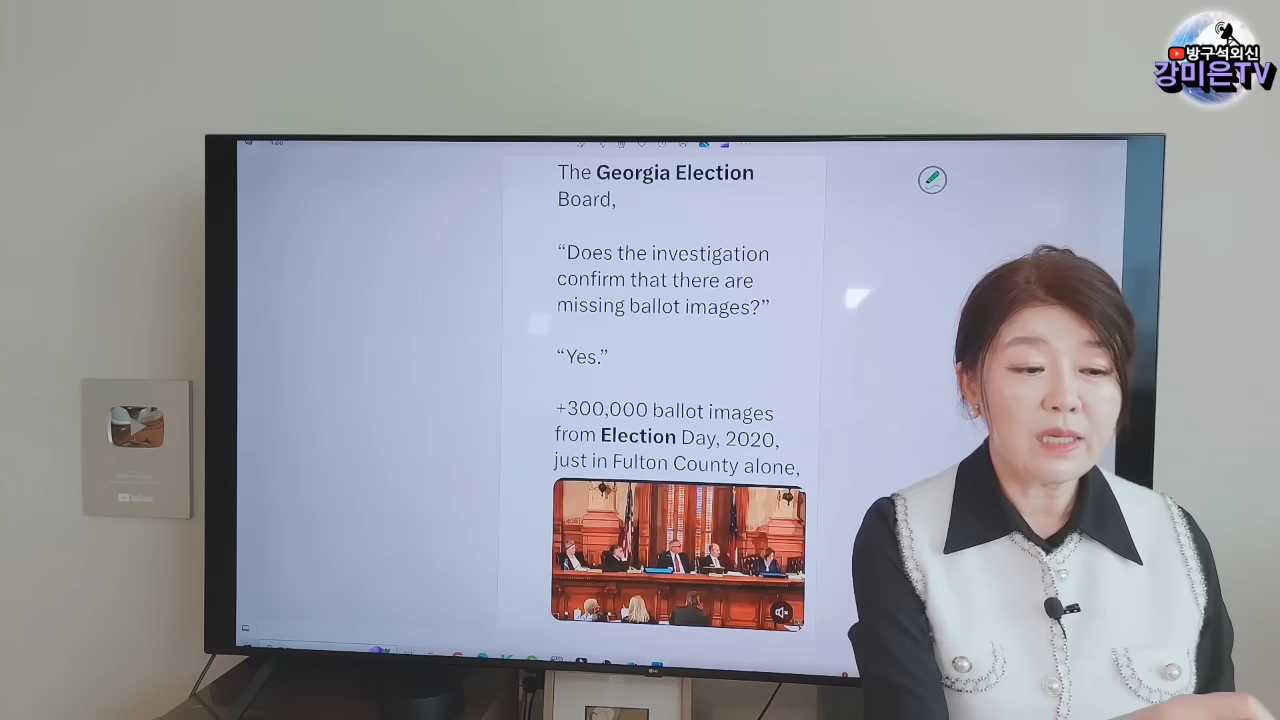 방구석외신
강미은TV
The Georgia Election
Board,
“Does the investigation
confirm that there are
missing ballot images?”
“Yes.”
+300,000 ballot images
from Election Day, 2020,
just in Fulton County alone,
YouTube
LG